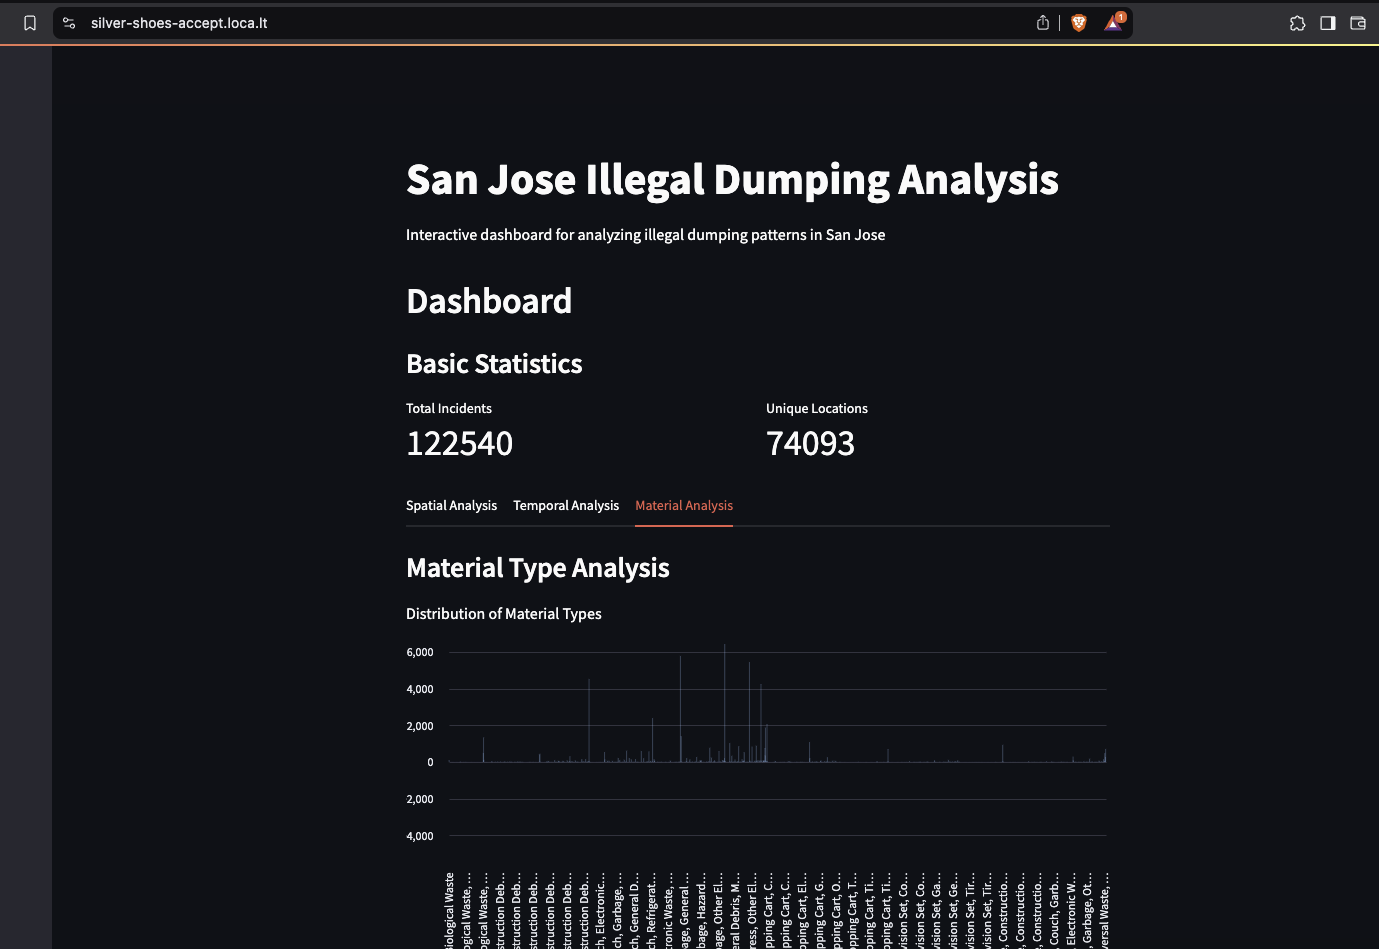 silver-shoes-accept.loca.lt
1
San Jose Illegal Dumping Analysis
Interactive dashboard for analyzing illegal dumping patterns in San Jose
Dashboard
Basic Statistics
Total Incidents
Unique Locations
122540
74093
Spatial Analysis Temporal Analysis Material Analysis
Material Type Analysis
Distribution of Material Types
6,000
4,000
2,000
0
2,000
4,000
iological Waste
ogical Waste, ...
ogical Waste, ...
struction Deb...
struction Deb...
struction Deb...
struction Deb...
struction Deb...
struction Deb...
ch, Electronic...
ch, Garbage, ...
ch, General D...
ch, Refrigerat...
ronic Waste, ...
age, General ...
bage, Hazard...
age, Other El...
eral Debris, M...
ress, Other El...
pping Cart, C...
pping Cart, C...
pping Cart, El...
pping Cart, G...
pping Cart, O...
opping Cart, T...
pping Cart, Ti...
pping Cart, Ti...
vision Set, Co...
vision Set, Co...
vision Set, Ga...
vision Set, Ge...
vision Set, Tir...
vision Set, Tir...
, Constructio...
, Constructio...
, Constructio...
, Couch, Garb...
, Electronic W...
, Garbage, Ot...
versal Waste, ...